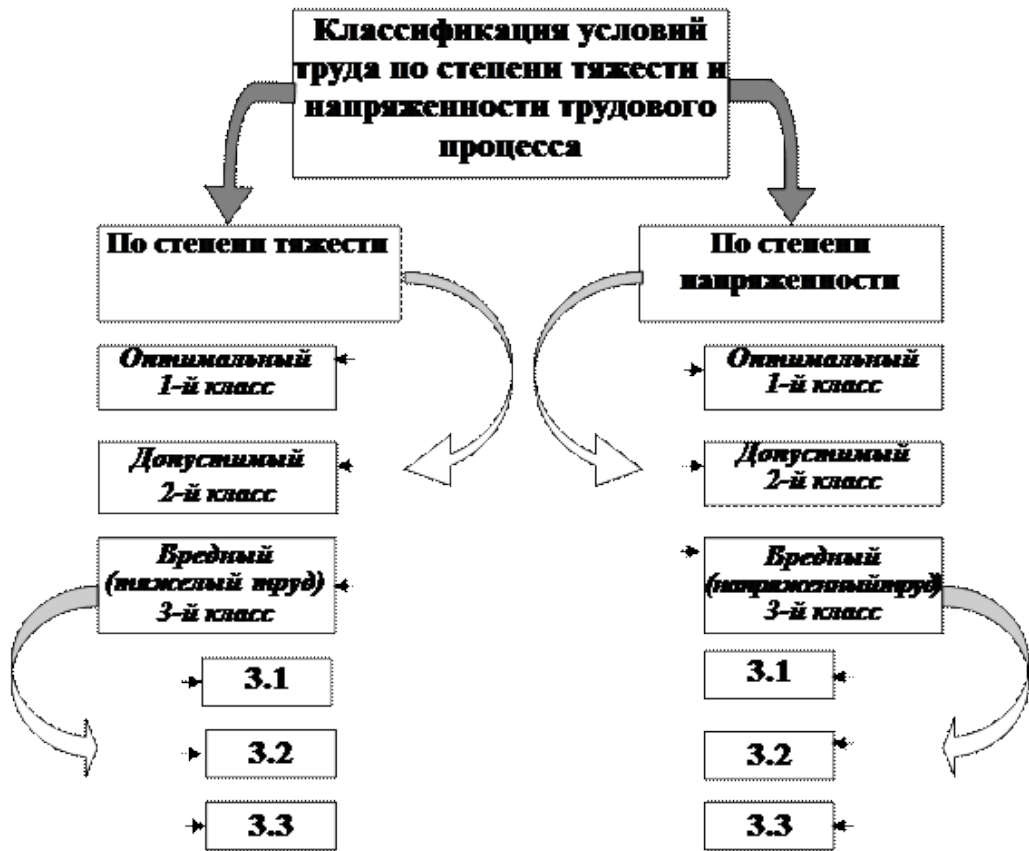 Классификация условий
труда по степени тяжести и
напряженности трудового
процесса
По степени тяжести
Оптимальный
1-й класс
Допустимый
2-й класс
Вредный
(тяжелый труд)
3-й класс
3.1
3.2
3.3
По степени
напряженности
Оптимальный
1-й класс
Допустимый
2-й класс
Вредный
(напряженныйтруд)
3-й класс
3.1
3.2
3.3